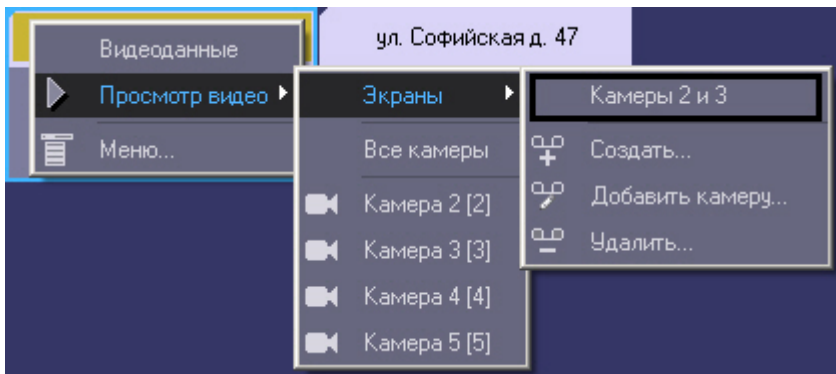 ул. Софийская д. 47
Видеоданные
Просмотр видео
Меню...
Экраны
Все камеры
Камера 2 [2]
Камера 3 [3]
Камера 4 [4]
Камера 5 [5]
Камеры 2 и 3
Создать...
Добавить камеру...
Удалить...